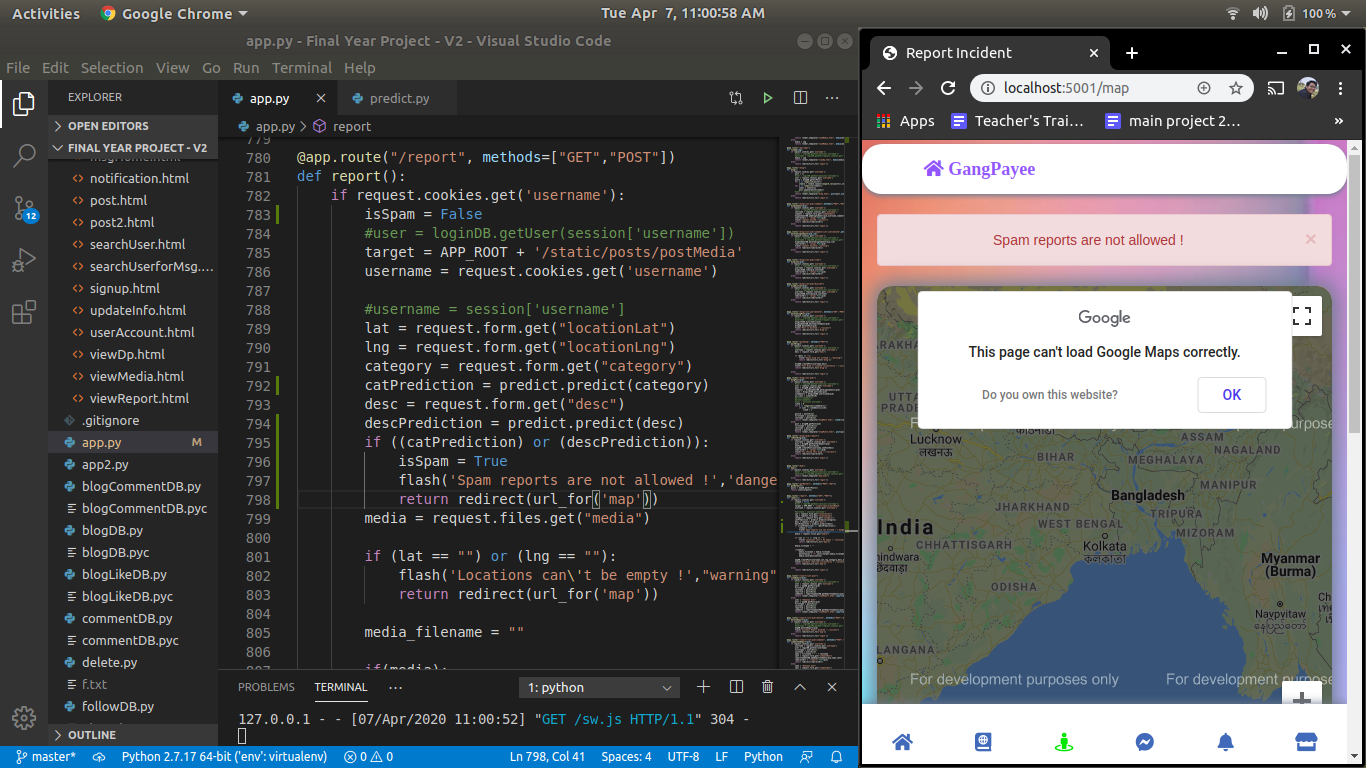 Activities
Google Chrome
Tue Apr 7, 11:00:58 AM
100 %
app.py - Final Year Project - V2 - Visual Studio Code
File Edit Selection View Go Run Terminal Help
EXPLORER
OPEN EDITORS
FINAL YEAR PROJECT - V2
notification.html
post.html
post2.html
searchUser.html
searchUserforMsg....
signup.html
updateInfo.html
userAccount.html
viewDp.html
viewMedia.html
viewReport.html
.gitignore
app.py M
app2.py
blogCommentDB.py
blogCommentDB.pyc
blogDB.py
blogDB.pyc
blogLikeDB.py
blogLikeDB.pyc
commentDB.py
commentDB.pyc
delete.py
f.txt
followDB.py
OUTLINE
12
app.py
predict.py
app.py > report
779
780 @app.route("/report", methods=["GET","POST"])
781 def report():
782 if request.cookies.get('username'):
783 isSpam = False
784 #user = loginDB.getUser(session['username'])
785 target = APP_ROOT + '/static/posts/postMedia'
786 username = request.cookies.get('username')
787
788 #username = session['username']
789 lat = request.form.get("locationLat")
790 lng = request.form.get("locationLng")
791 category = request.form.get("category")
792 catPrediction = predict.predict(category)
793 desc = request.form.get("desc")
794 descPrediction = predict.predict(desc)
795 if ((catPrediction) or (descPrediction)):
796 isSpam = True
797 flash('Spam reports are not allowed !','dange
798 return redirect(url_for('map'))
799 media = request.files.get("media")
800
801 if (lat == "") or (lng == ""):
802 flash('Locations can\'t be empty !',"warning"
803 return redirect(url_for('map'))
804
805 media_filename = ""
806
807 if(media):
PROBLEMS TERMINAL ···
1: python
127.0.0.1 - - [07/Apr/2020 11:00:52] "GET /sw.js HTTP/1.1" 304 -
master*
Python 2.7.17 64-bit ('env': virtualenv)
0 0
Ln 798, Col 41
Spaces: 4
UTF-8
LF
Python
Report Incident
localhost:5001/map
Apps
Teacher's Trai...
main project 2...
»
GangPayee
Spam reports are not allowed !
×
Google
This page can't load Google Maps correctly.
Do you own this website?
OK
Lucknow
लखनऊ
BIHAR
ASSAM
NAGALAND
MEGHALAYA
MANIPUR
Bangladesh
JHARKHAND
TRIPURA
India
WEST BENGAL
MIZORAM
CHHATTISGARH
Kolkata
কলকাতা
Myanmar
(Burma)
ODISHA
Naypyitaw
နေပြည်တော်
LANGANA
For development purposes only
For development purposes